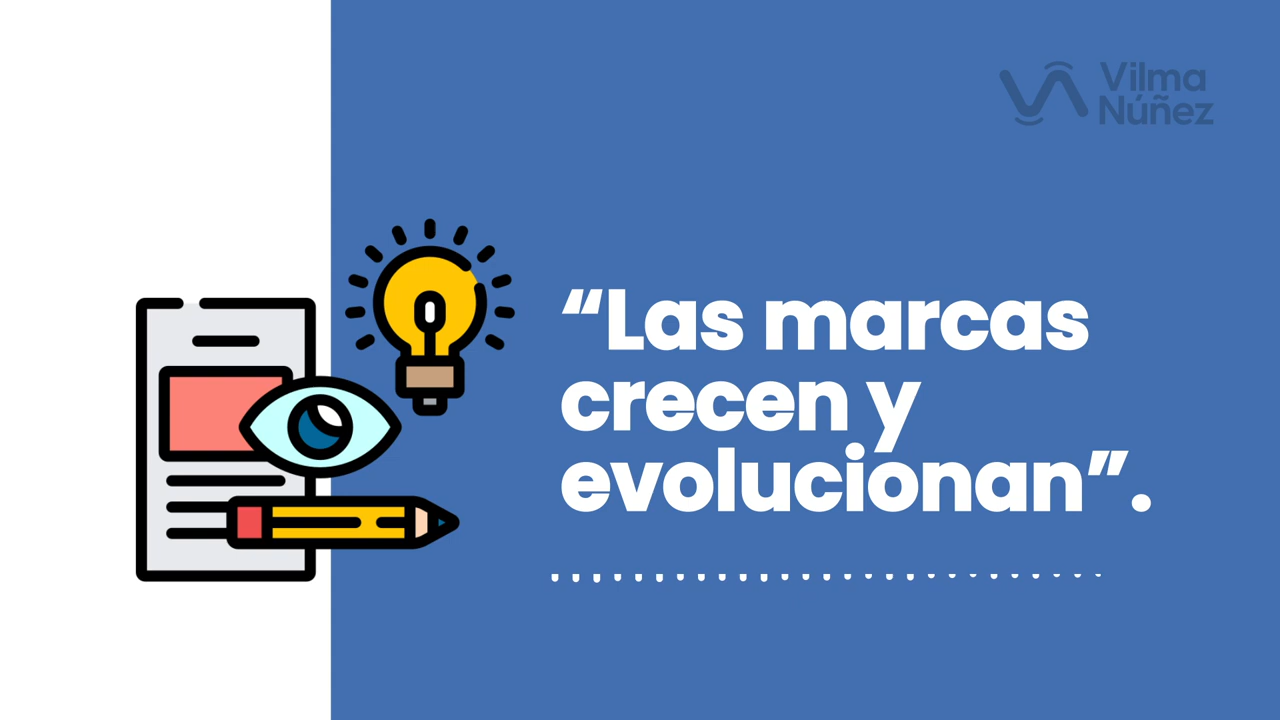 Vilma
Núñez
“Las marcas
crecen y
evolucionan”.